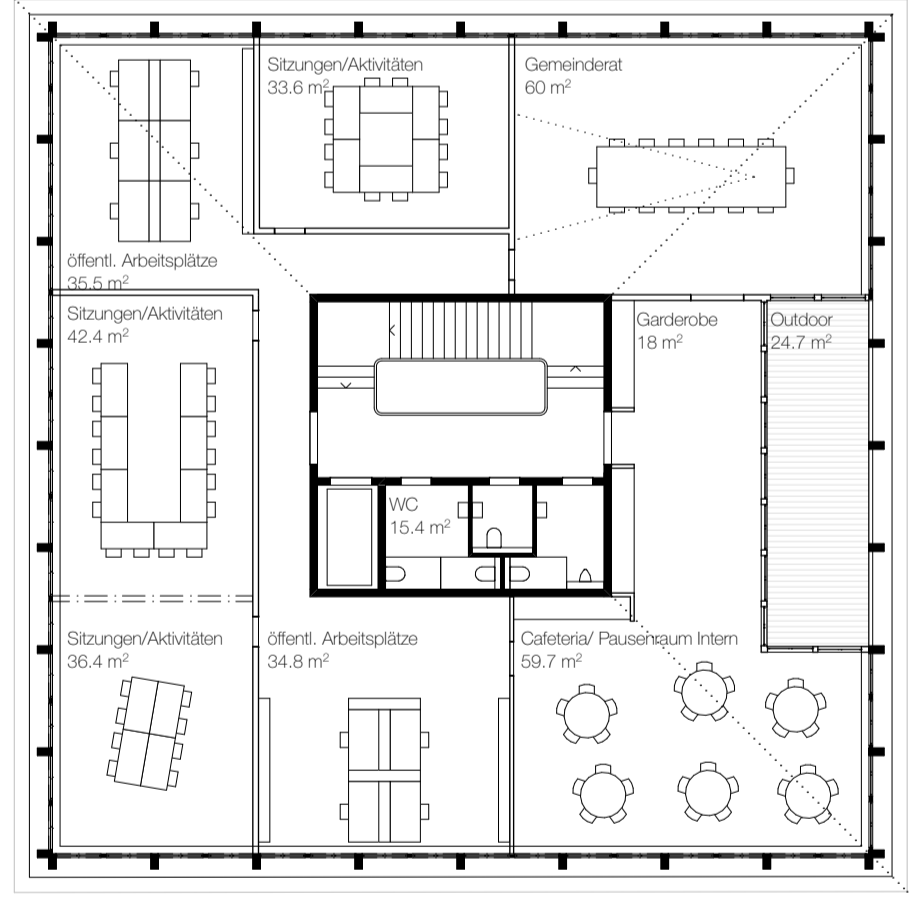 Sitzungen/Aktivitäten
33.6 m²
Gemeinderat
60 m²
öffentl. Arbeitsplätze
35.5 m²
Sitzungen/Aktivitäten
42.4 m²
Garderobe
18 m²
Outdoor
24.7 m²
WC
15.4 m²
Sitzungen/Aktivitäten
36.4 m²
öffentl. Arbeitsplätze
34.8 m²
Cafeteria/ Pausenraum Intern
59.7 m²